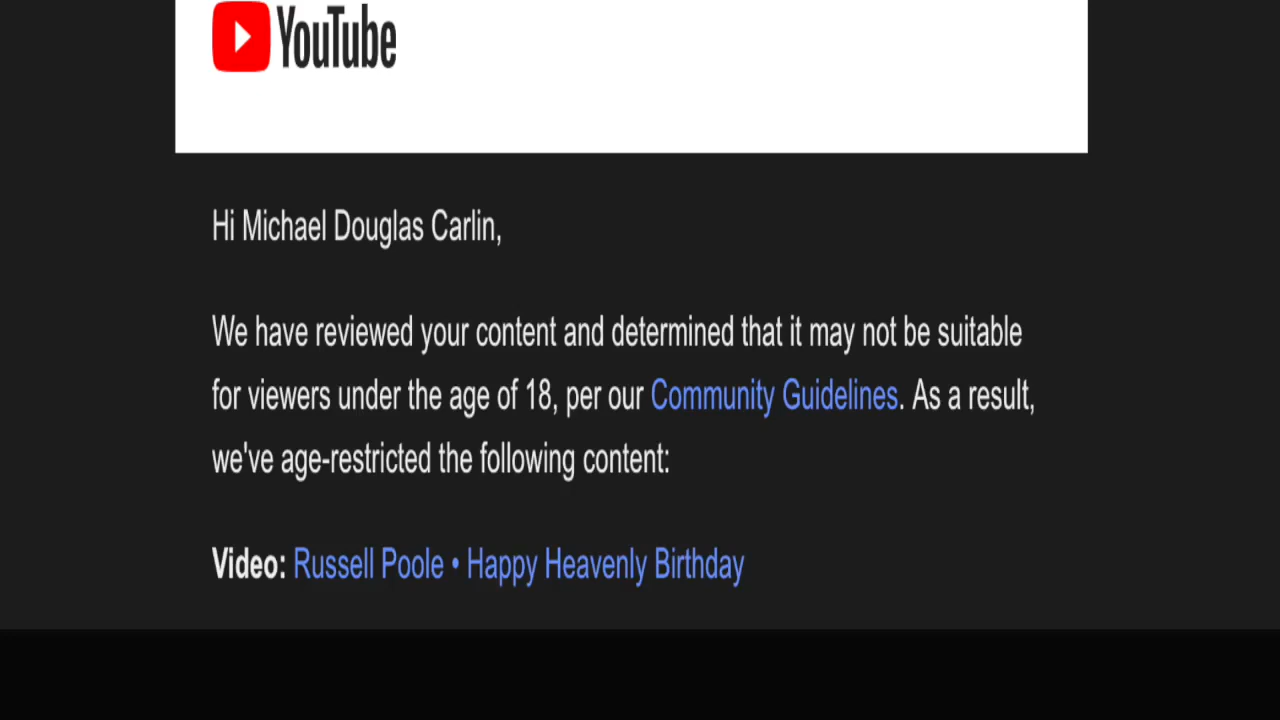 YouTube
Hi Michael Douglas Carlin,
We have reviewed your content and determined that it may not be suitable
for viewers under the age of 18, per our Community Guidelines. As a result,
we've age-restricted the following content:
Video: Russell Poole • Happy Heavenly Birthday